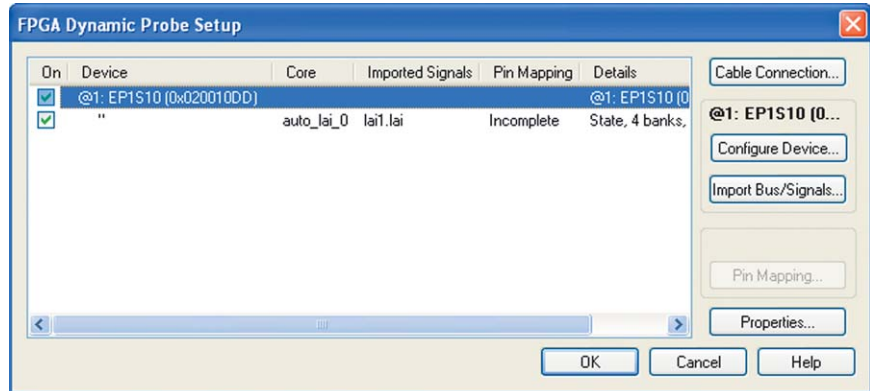 FPGA Dynamic Probe Setup
On Device Core Imported Signals Pin Mapping Details
@1: EP1S10 (0x020010DD) @1: EP1S10 (0
" auto_lai_0 lai1.lai Incomplete State, 4 banks,
Cable Connection...
@1: EP1S10 (0...
Configure Device...
Import Bus/Signals...
Pin Mapping...
Properties...
OK Cancel Help